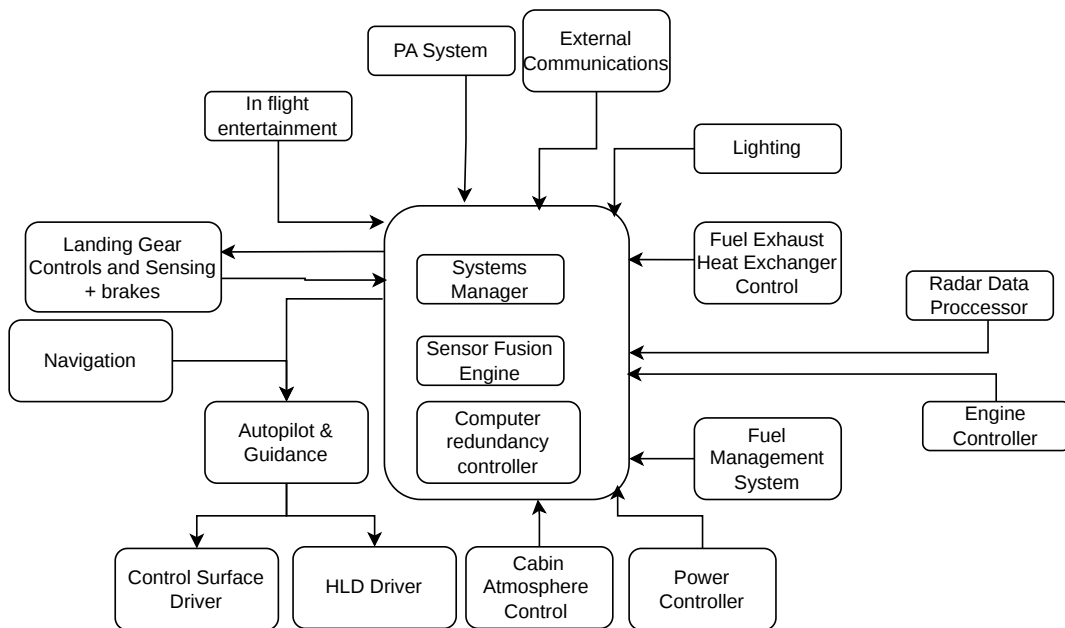 PA System
External
Communications
In flight
entertainment
Lighting
Landing Gear
Controls and Sensing
+ brakes
Systems
Manager
Fuel Exhaust
Heat Exchanger
Control
Radar Data
Proccessor
Navigation
Sensor Fusion
Engine
Autopilot &
Guidance
Computer
redundancy
controller
Fuel
Management
System
Engine
Controller
Control Surface
Driver
HLD Driver
Cabin
Atmosphere
Control
Power
Controller